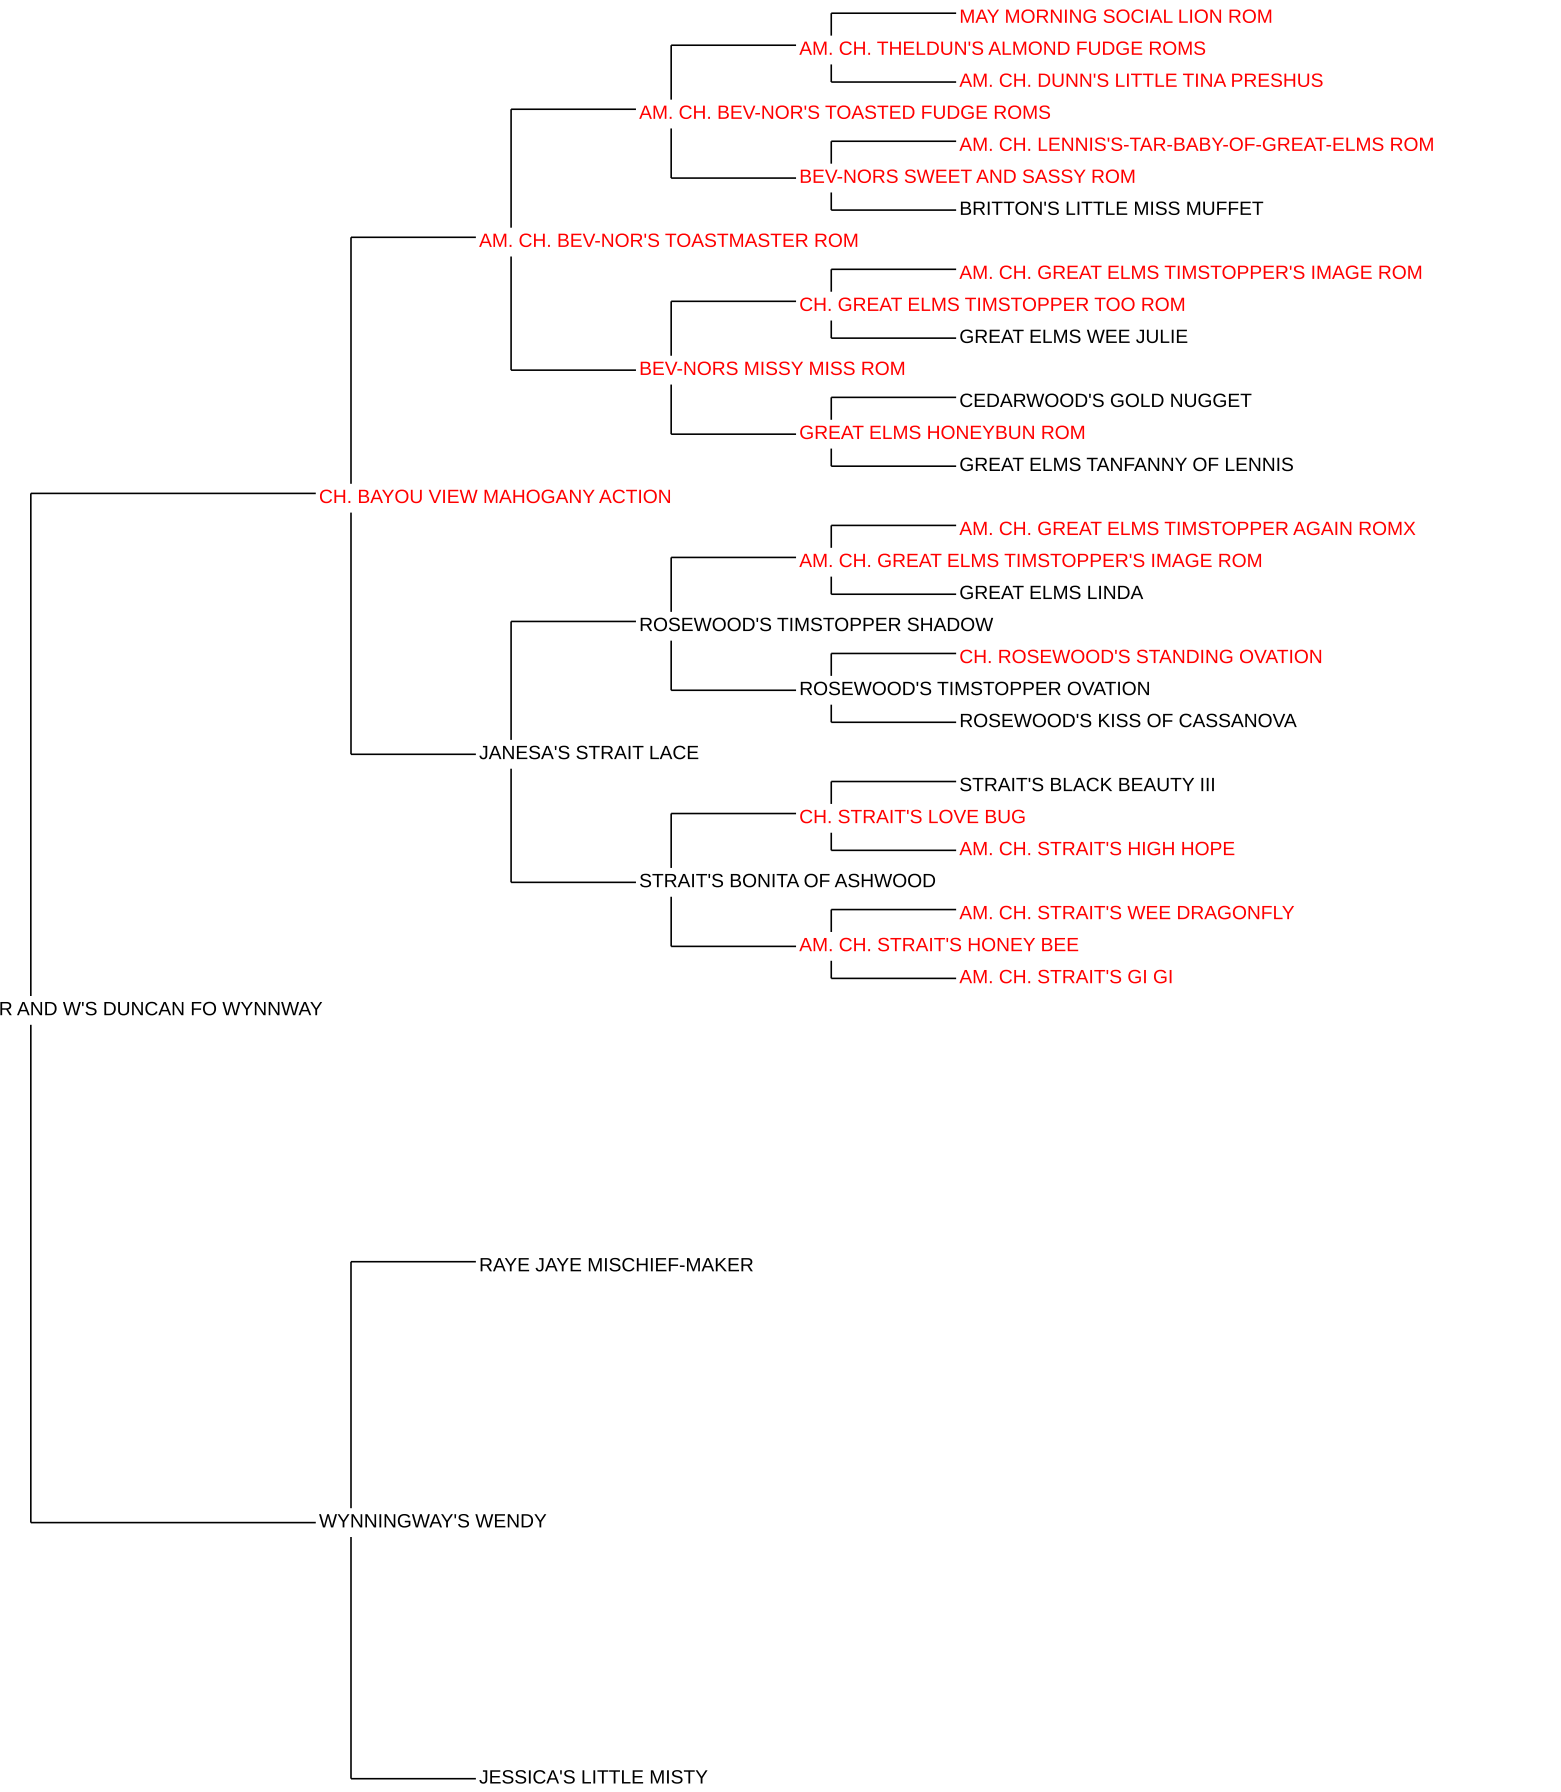 MAY MORNING SOCIAL LION ROM
AM. CH. THELDUN'S ALMOND FUDGE ROMS
AM. CH. DUNN'S LITTLE TINA PRESHUS
AM. CH. BEV-NOR'S TOASTED FUDGE ROMS
AM. CH. LENNIS'S-TAR-BABY-OF-GREAT-ELMS ROM
BEV-NORS SWEET AND SASSY ROM
BRITTON'S LITTLE MISS MUFFET
AM. CH. BEV-NOR'S TOASTMASTER ROM
AM. CH. GREAT ELMS TIMSTOPPER'S IMAGE ROM
CH. GREAT ELMS TIMSTOPPER TOO ROM
GREAT ELMS WEE JULIE
BEV-NORS MISSY MISS ROM
CEDARWOOD'S GOLD NUGGET
GREAT ELMS HONEYBUN ROM
GREAT ELMS TANFANNY OF LENNIS
CH. BAYOU VIEW MAHOGANY ACTION
AM. CH. GREAT ELMS TIMSTOPPER AGAIN ROMX
AM. CH. GREAT ELMS TIMSTOPPER'S IMAGE ROM
GREAT ELMS LINDA
ROSEWOOD'S TIMSTOPPER SHADOW
CH. ROSEWOOD'S STANDING OVATION
ROSEWOOD'S TIMSTOPPER OVATION
ROSEWOOD'S KISS OF CASSANOVA
JANESA'S STRAIT LACE
STRAIT'S BLACK BEAUTY III
CH. STRAIT'S LOVE BUG
AM. CH. STRAIT'S HIGH HOPE
STRAIT'S BONITA OF ASHWOOD
AM. CH. STRAIT'S WEE DRAGONFLY
AM. CH. STRAIT'S HONEY BEE
AM. CH. STRAIT'S GI GI
R AND W'S DUNCAN FO WYNNWAY
RAYE JAYE MISCHIEF-MAKER
WYNNINGWAY'S WENDY
JESSICA'S LITTLE MISTY